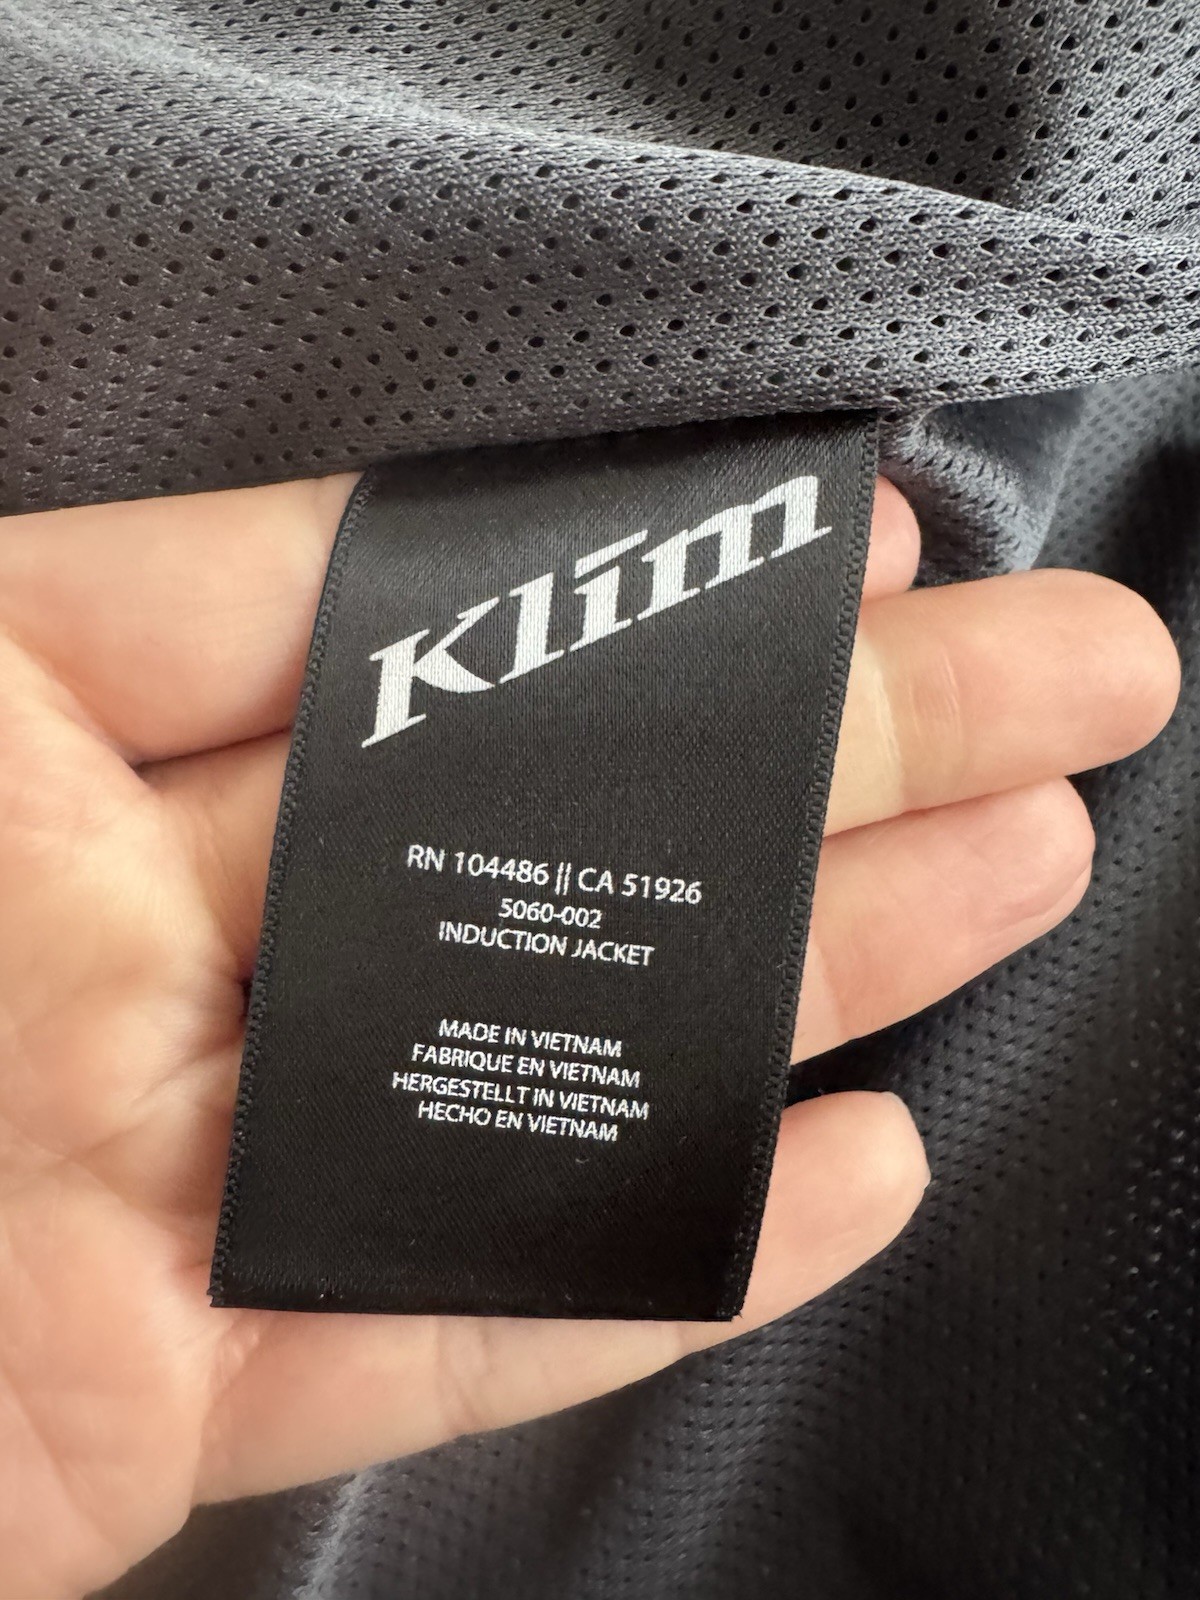 Klim
RN 104486 || CA 51926
5060-002
INDUCTION JACKET
MADE IN VIETNAM
FABRIQUE EN VIETNAM
HERGESTELLT IN VIETNAM
HECHO EN VIETNAM